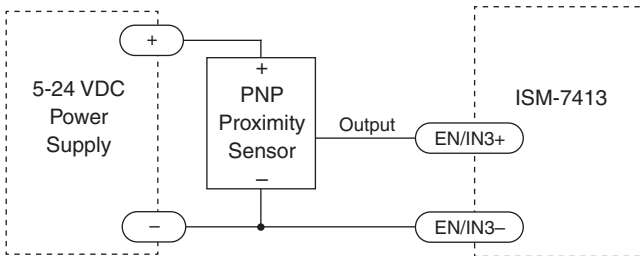 +
5-24 VDC
Power
Supply
–
+
PNP
Proximity
Sensor
–
Output
ISM-7413
EN/IN3+
EN/IN3–